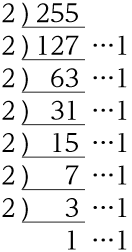 2 ) 255
2 ) 127 ···1
2 ) 63 ···1
2 ) 31 ···1
2 ) 15 ···1
2 ) 7 ···1
2 ) 3 ···1
1 ···1